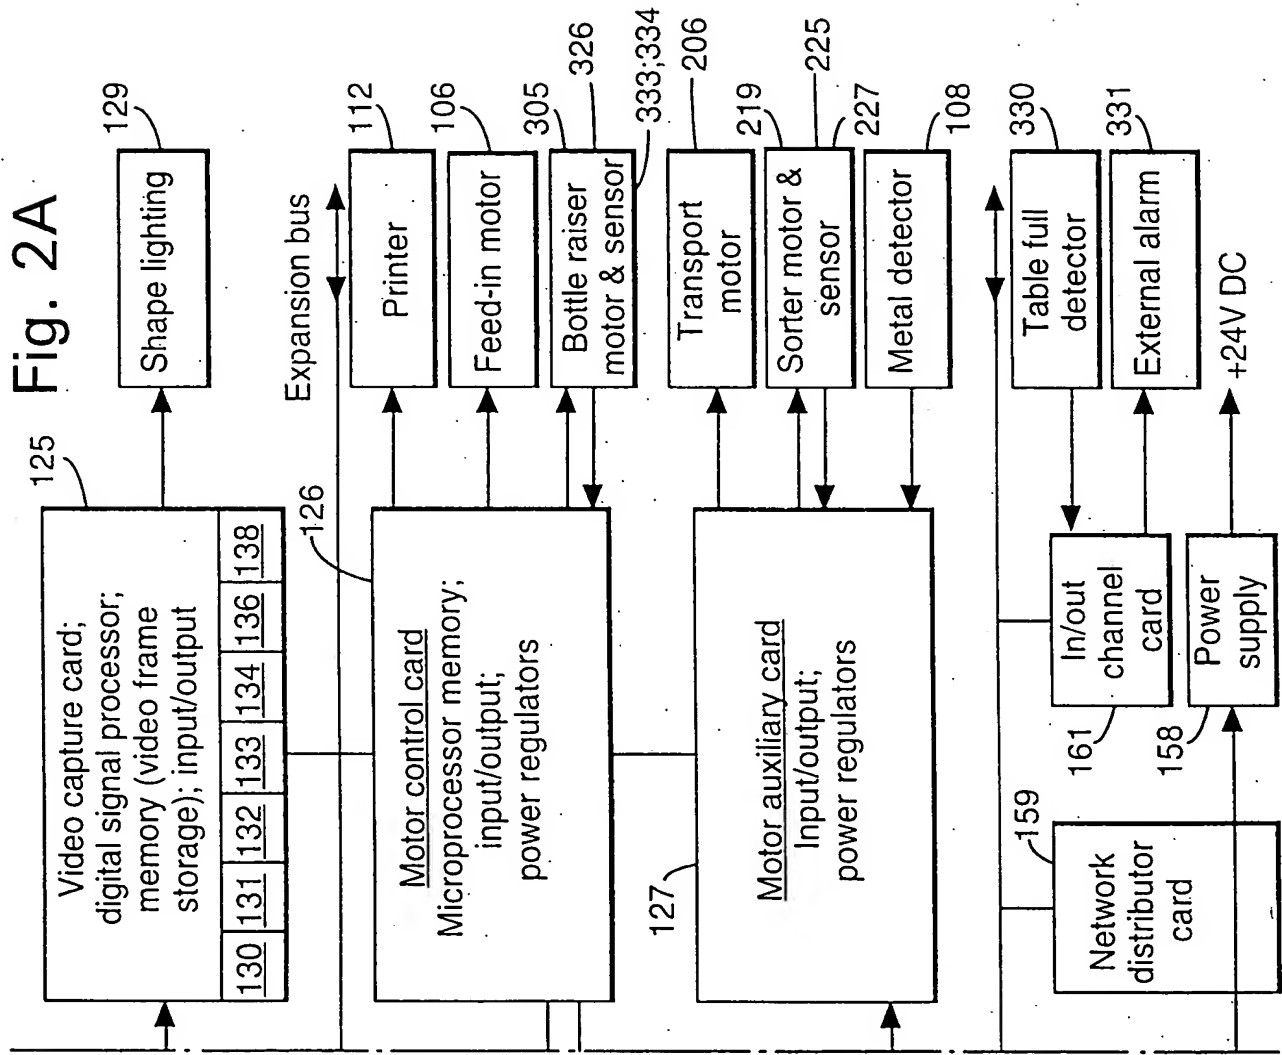 Fig. 2A
125
Video capture card;
digital signal processor;
memory (video frame
storage); input/output
130
131
132
133
134
136
138
Shape lighting
129
Expansion bus
126
Motor control card
Microprocessor memory;
input/output;
power regulators
Printer
112
Feed-in motor
106
Bottle raiser
motor & sensor
305
326
333;334
127
Motor auxiliary card
Input/output;
power regulators
Transport
motor
206
Sorter motor &
sensor
219
225
227
Metal detector
108
159
Network
distributor
card
161
In/out
channel
card
Table full
detector
330
External alarm
331
158
Power
supply
+24V DC